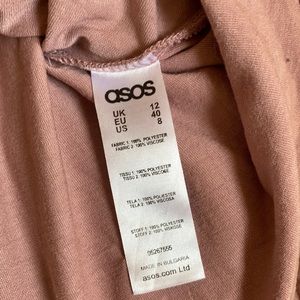 asos
UK 12
EU 40
US 8
FABRIC 1: 100% POLYESTER
FABRIC 2: 100% VISCOSE
TISSU 1: 100% POLYESTER
TISSU 2: 100% VISCOSE
TELA 1: 100% POLYESTER
TELA 2: 100% VISCOSA
STOFF 1: 100% POLYESTER
STOFF 2: 100% VISKOSE
MADE IN BULGARIA
asos.com Ltd